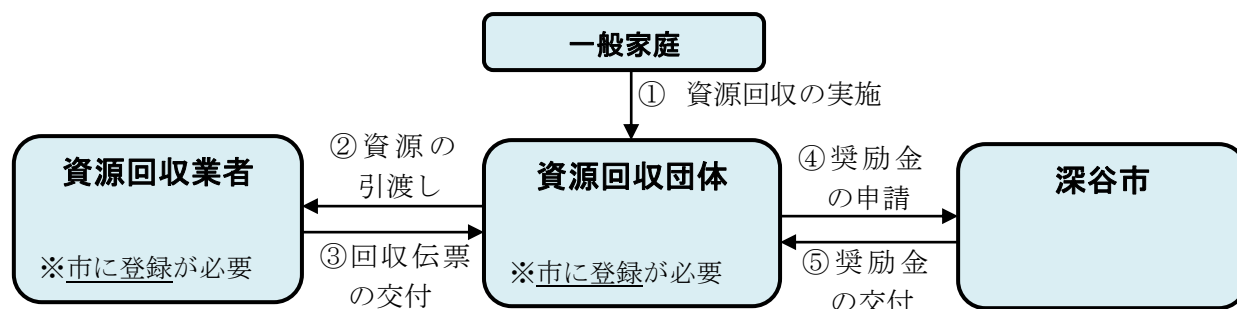 一般家庭
① 資源回収の実施
資源回収業者
※市に登録が必要
②資源の
引渡し
③回収伝票
の交付
資源回収団体
※市に登録が必要
④奨励金
の申請
⑤奨励金
の交付
深谷市